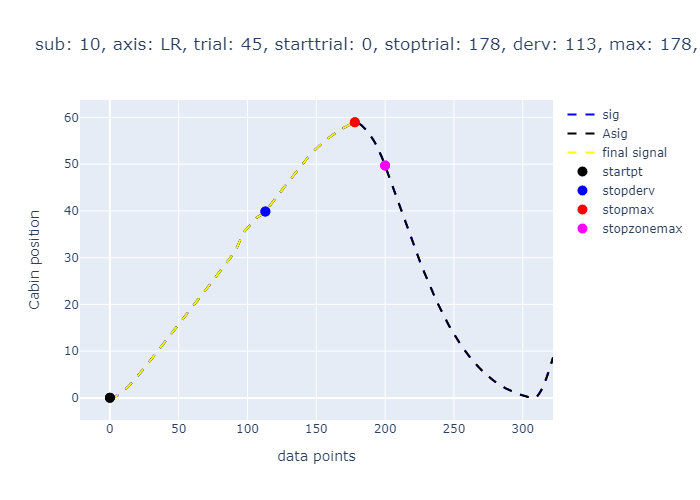 sub: 10, axis: LR, trial: 45, starttrial: 0, stoptrial: 178, derv: 113, max: 178,
sig
Asig
final signal
startpt
stopderv
stopmax
stopzonemax
Cabin position
60
50
40
30
20
10
0
0 50 100 150 200 250 300
data points